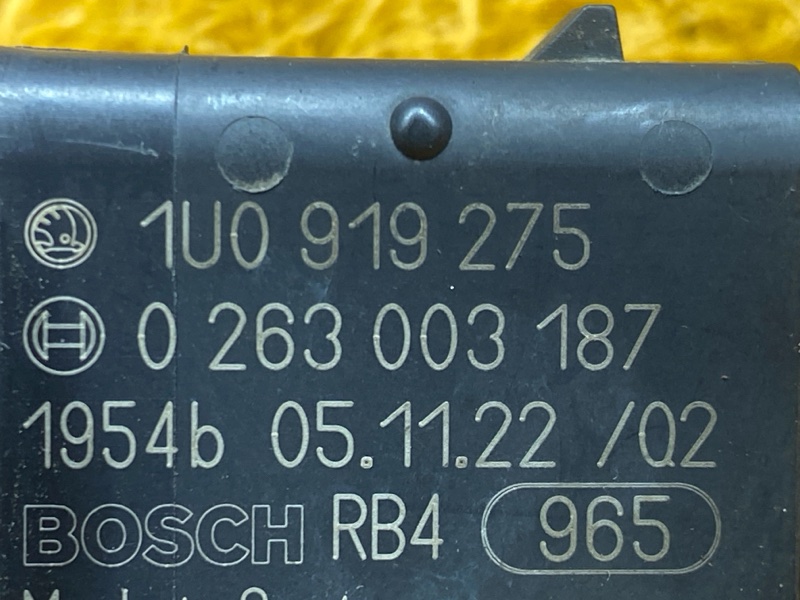 1U0 919 275
0 263 003 187
1954b 05.11.22 /Q2
BOSCH RB4 965